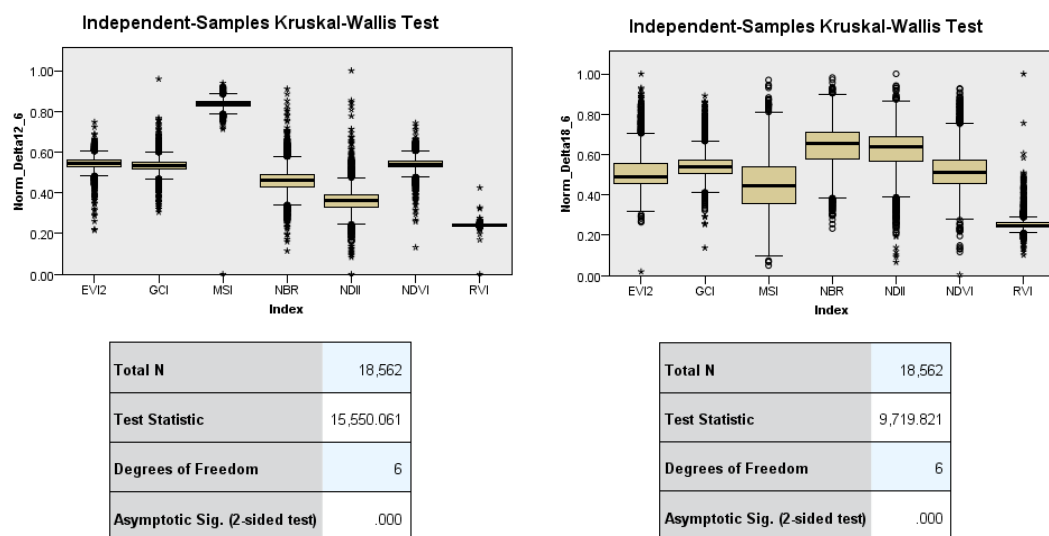 Independent-Samples Kruskal-Wallis Test
Norm_Delta12_6
1.00
0.80
0.60
0.40
0.20
0.00
EVI2 GCI MSI NBR NDII NDVI RVI
Index
Total N 18,562
Test Statistic 15,550.061
Degrees of Freedom 6
Asymptotic Sig. (2-sided test) .000
Independent-Samples Kruskal-Wallis Test
Norm_Delta18_6
1.00
0.80
0.60
0.40
0.20
0.00
EVI2 GCI MSI NBR NDII NDVI RVI
Index
Total N 18,562
Test Statistic 9,719.821
Degrees of Freedom 6
Asymptotic Sig. (2-sided test) .000